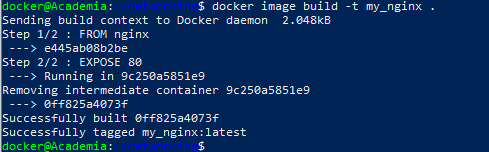 docker@Academia:~/networking$ docker image build -t my_nginx .
Sending build context to Docker daemon  2.048kB
Step 1/2 : FROM nginx
 ---> e445ab08b2be
Step 2/2 : EXPOSE 80
 ---> Running in 9c250a5851e9
Removing intermediate container 9c250a5851e9
 ---> 0ff825a4073f
Successfully built 0ff825a4073f
Successfully tagged my_nginx:latest
docker@Academia:~/networking$